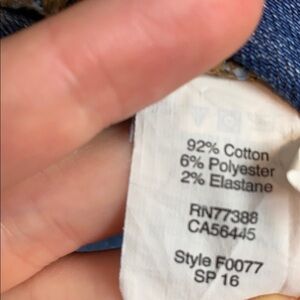 92% Cotton
6% Polyester
2% Elastane
RN77388
CA56445
Style F0077
SP 16